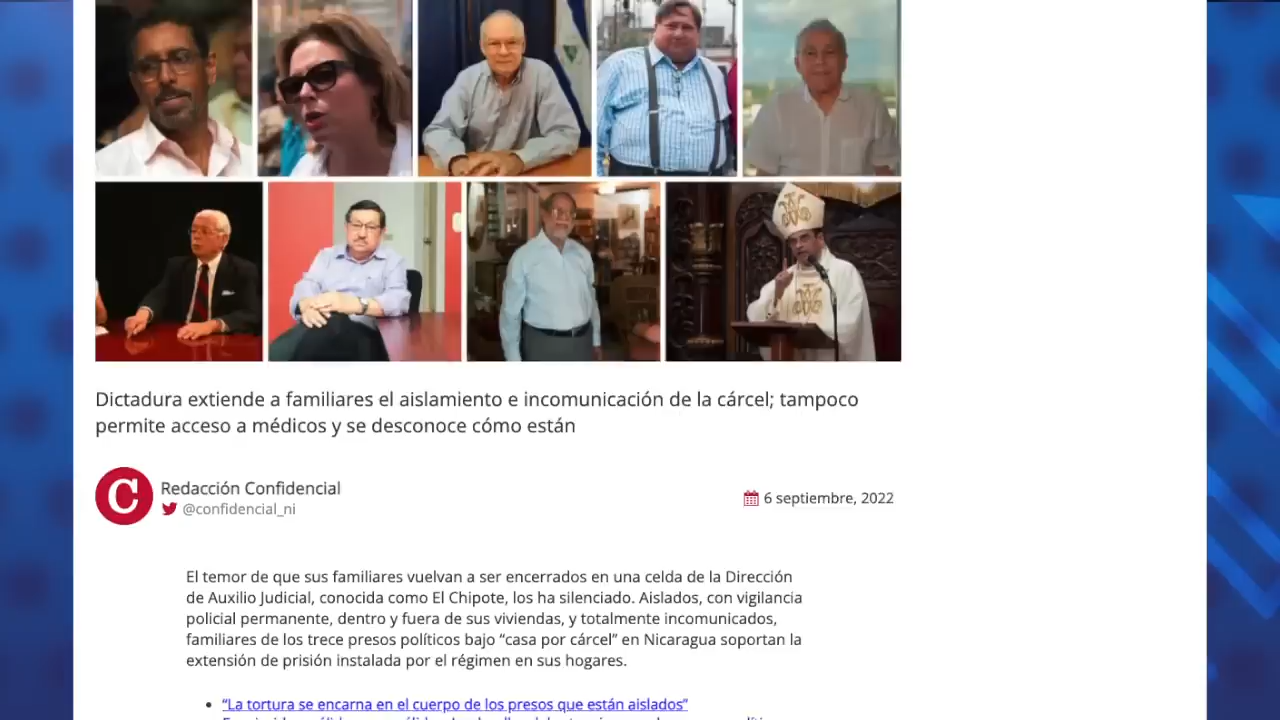 Dictadura extiende a familiares el aislamiento e incomunicación de la cárcel; tampoco
permite acceso a médicos y se desconoce cómo están
C
Redacción Confidencial
@confidencial_ni
6 septiembre, 2022
El temor de que sus familiares vuelvan a ser encerrados en una celda de la Dirección
de Auxilio Judicial, conocida como El Chipote, los ha silenciado. Aislados, con vigilancia
policial permanente, dentro y fuera de sus viviendas, y totalmente incomunicados,
familiares de los trece presos políticos bajo “casa por cárcel” en Nicaragua soportan la
extensión de prisión instalada por el régimen en sus hogares.
• “La tortura se encarna en el cuerpo de los presos que están aislados”